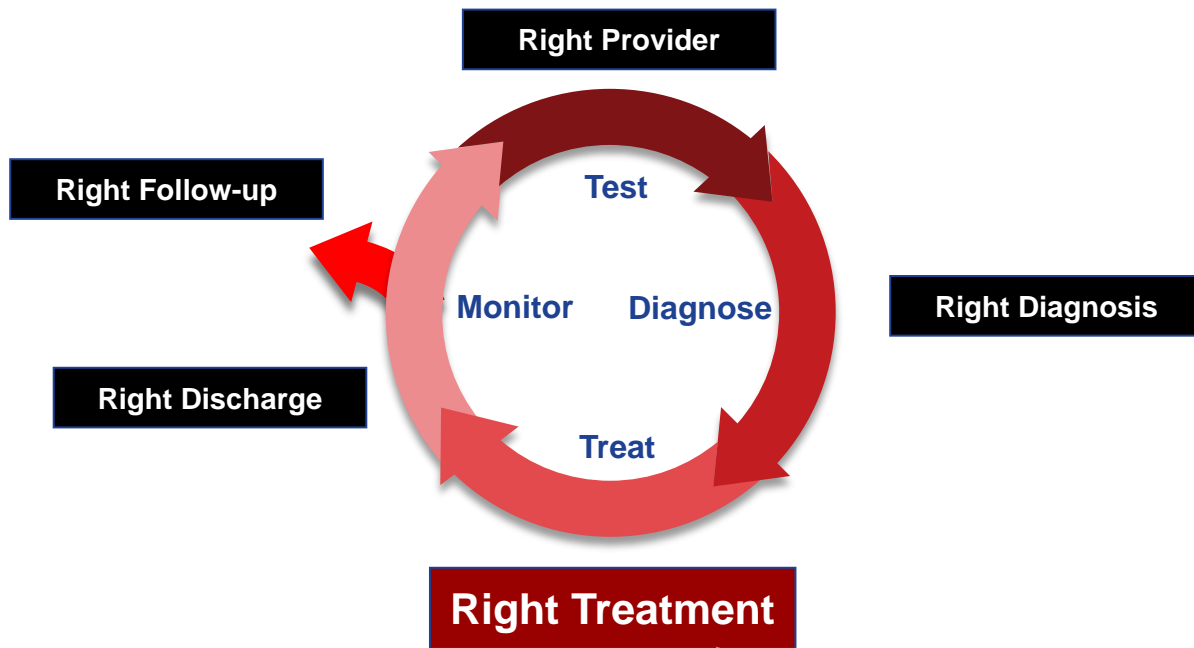 Right Provider
Right Follow-up
Test
Monitor
Diagnose
Right Diagnosis
Right Discharge
Treat
Right Treatment